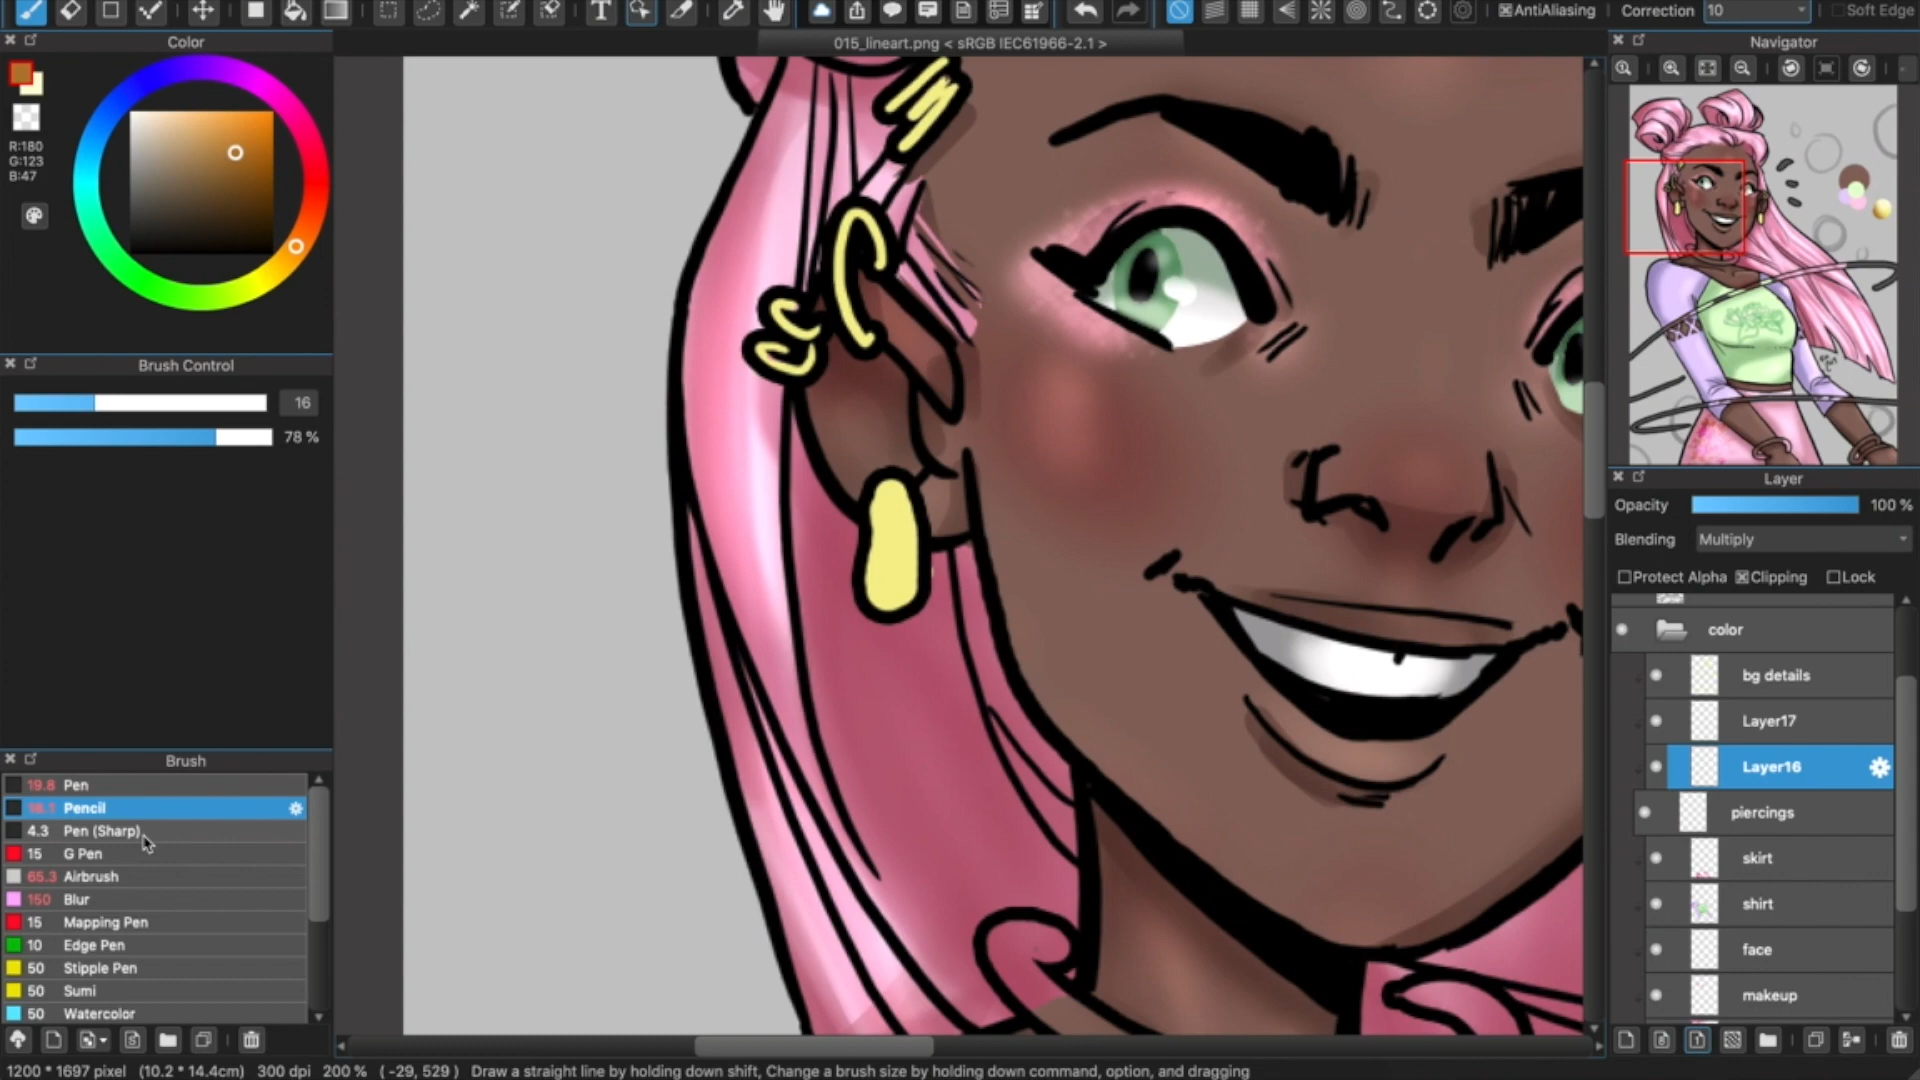 AntiAliasing
Correction
10
Soft Edge
Color
015_lineart.png < sRGB IEC61966-2.1 >
Navigator
R:180
G:123
B:47
Brush Control
16
78 %
Layer
Opacity
100 %
Blending
Multiply
Protect Alpha
Clipping
Lock
color
bg details
Layer17
Layer16
piercings
skirt
shirt
face
makeup
Brush
19.8 Pen
Pencil
4.3 Pen (Sharp)
15 G Pen
65.3 Airbrush
150 Blur
15 Mapping Pen
10 Edge Pen
50 Stipple Pen
50 Sumi
50 Watercolor
1200 * 1697 pixel (10.2 * 14.4cm) 300 dpi 200 % ( -29, 529 ) Draw a straight line by holding down shift, Change a brush size by holding down command, option, and dragging